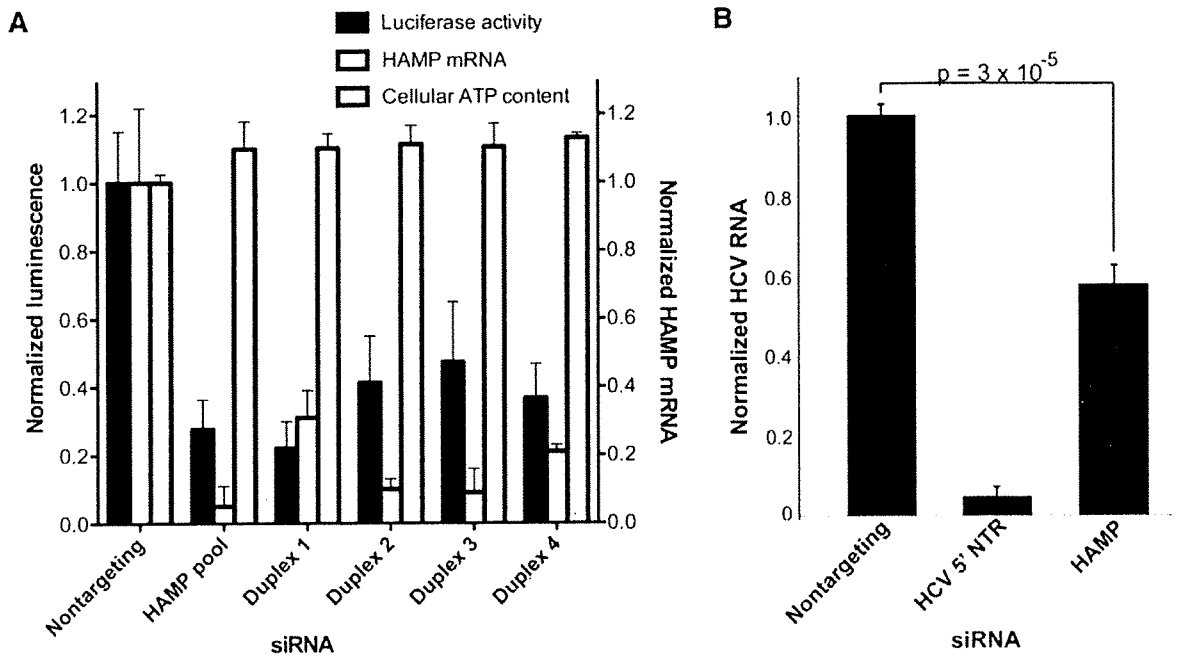 A
Luciferase activity
HAMP mRNA
Cellular ATP content
Normalized luminescence
1.2
1.0
0.8
0.6
0.4
0.2
0.0
1.2
1.0
0.8
0.6
0.4
0.2
0.0
Normalized HAMP mRNA
Nontargeting
HAMP pool
Duplex 1
Duplex 2
Duplex 3
Duplex 4
siRNA
B
p = 3 x 10-5
Normalized HCV RNA
1.0
0.8
0.6
0.4
0.2
0
Nontargeting
HCV 5' NTR
HAMP
siRNA